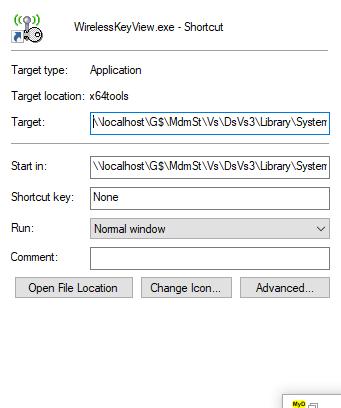 WirelessKeyView.exe - Shortcut
Target type: Application
Target location: x64tools
Target: \\localhost\G$\MdmSt\Vs\DsVs3\Library\System
Start in: \\localhost\G$\MdmSt\Vs\DsVs3\Library\System
Shortcut key: None
Run: Normal window
Comment:
Open File Location Change Icon... Advanced...
MyD